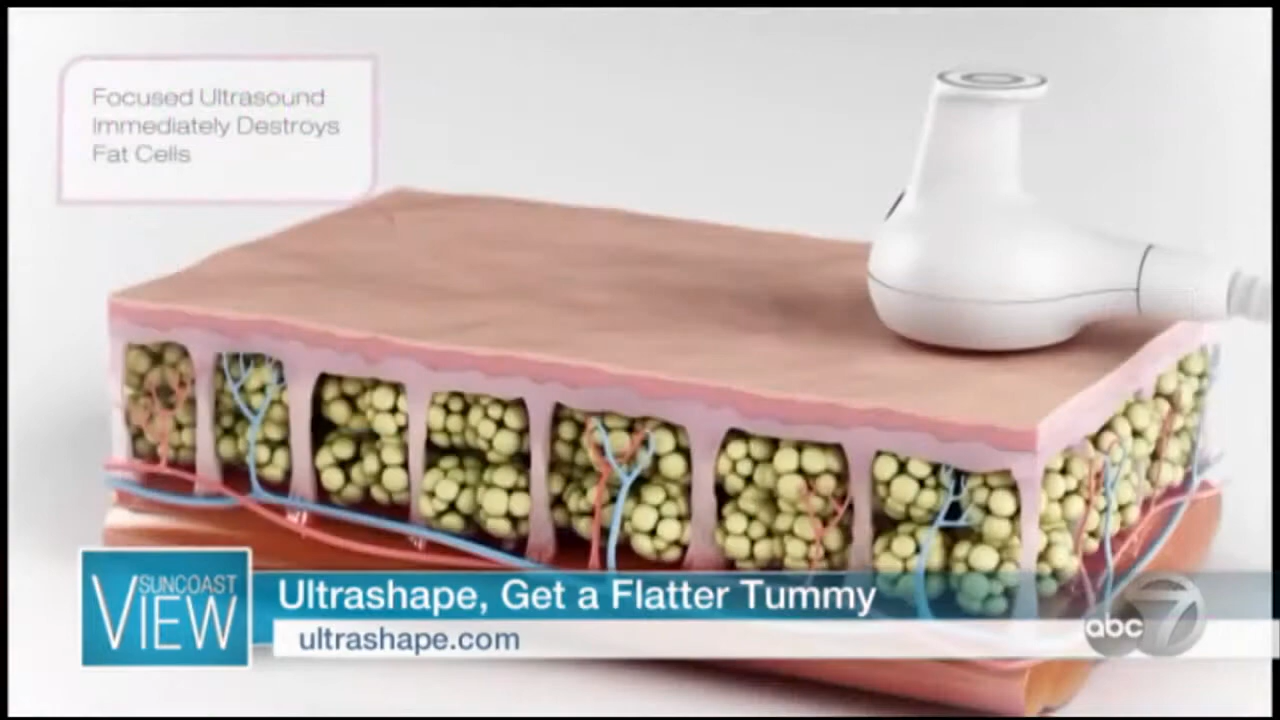 Focused Ultrasound
Immediately Destroys
Fat Cells
SUNCOAST
VIEW
Ultrashape, Get a Flatter Tummy
ultrashape.com
abc 7